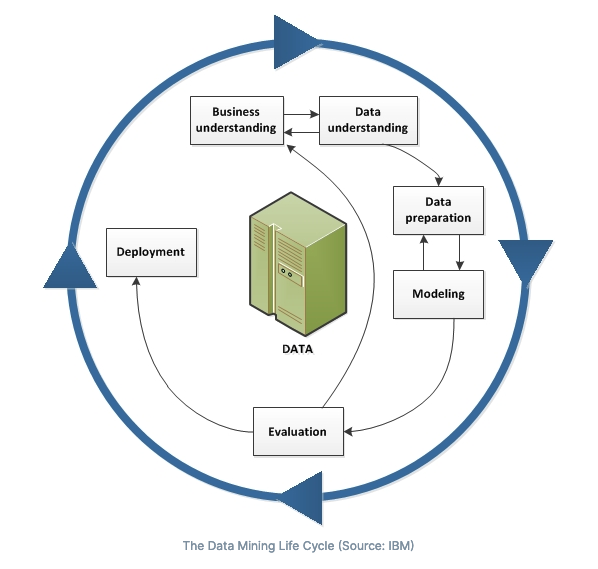 Business
understanding
Data
understanding
Data
preparation
Deployment
Modeling
DATA
Evaluation
The Data Mining Life Cycle (Source: IBM)